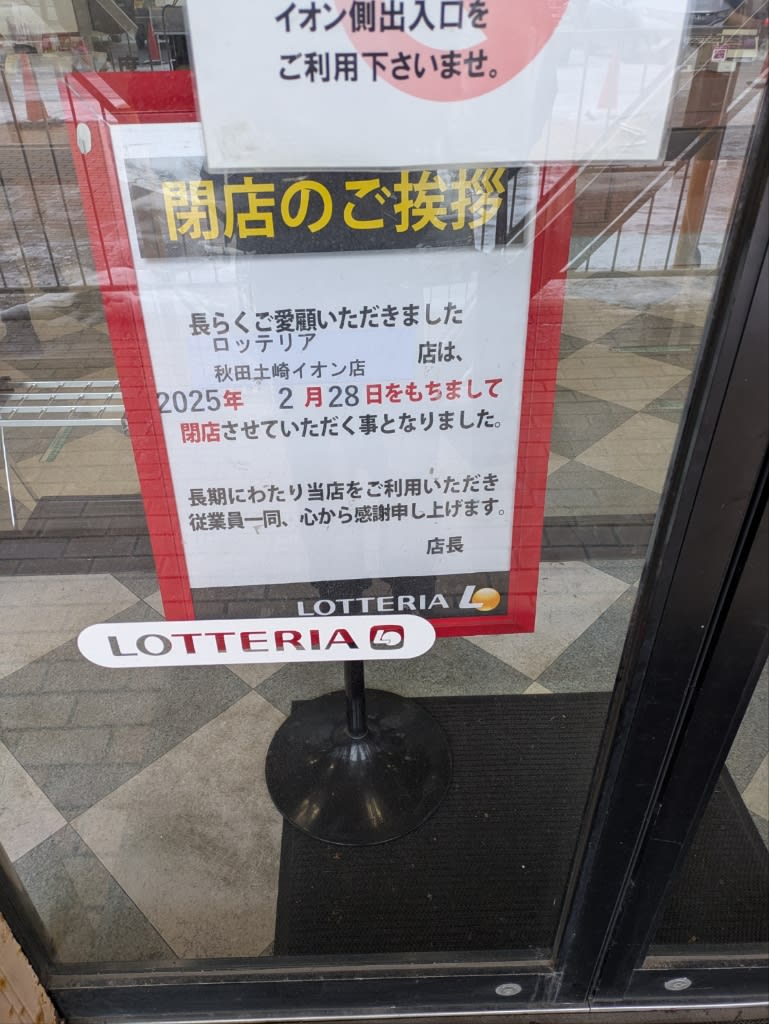 イオン側出入口を
ご利用下さいませ。
閉店のご挨拶
長らくご愛顧いただきました
ロッテリア
秋田土崎イオン店
店は、
2025年 2月28日をもちまして
閉店させていただく事となりました。
長期にわたり当店をご利用いただき
従業員一同、心から感謝申し上げます。
店長
LOTTERIA
LOTTERIA